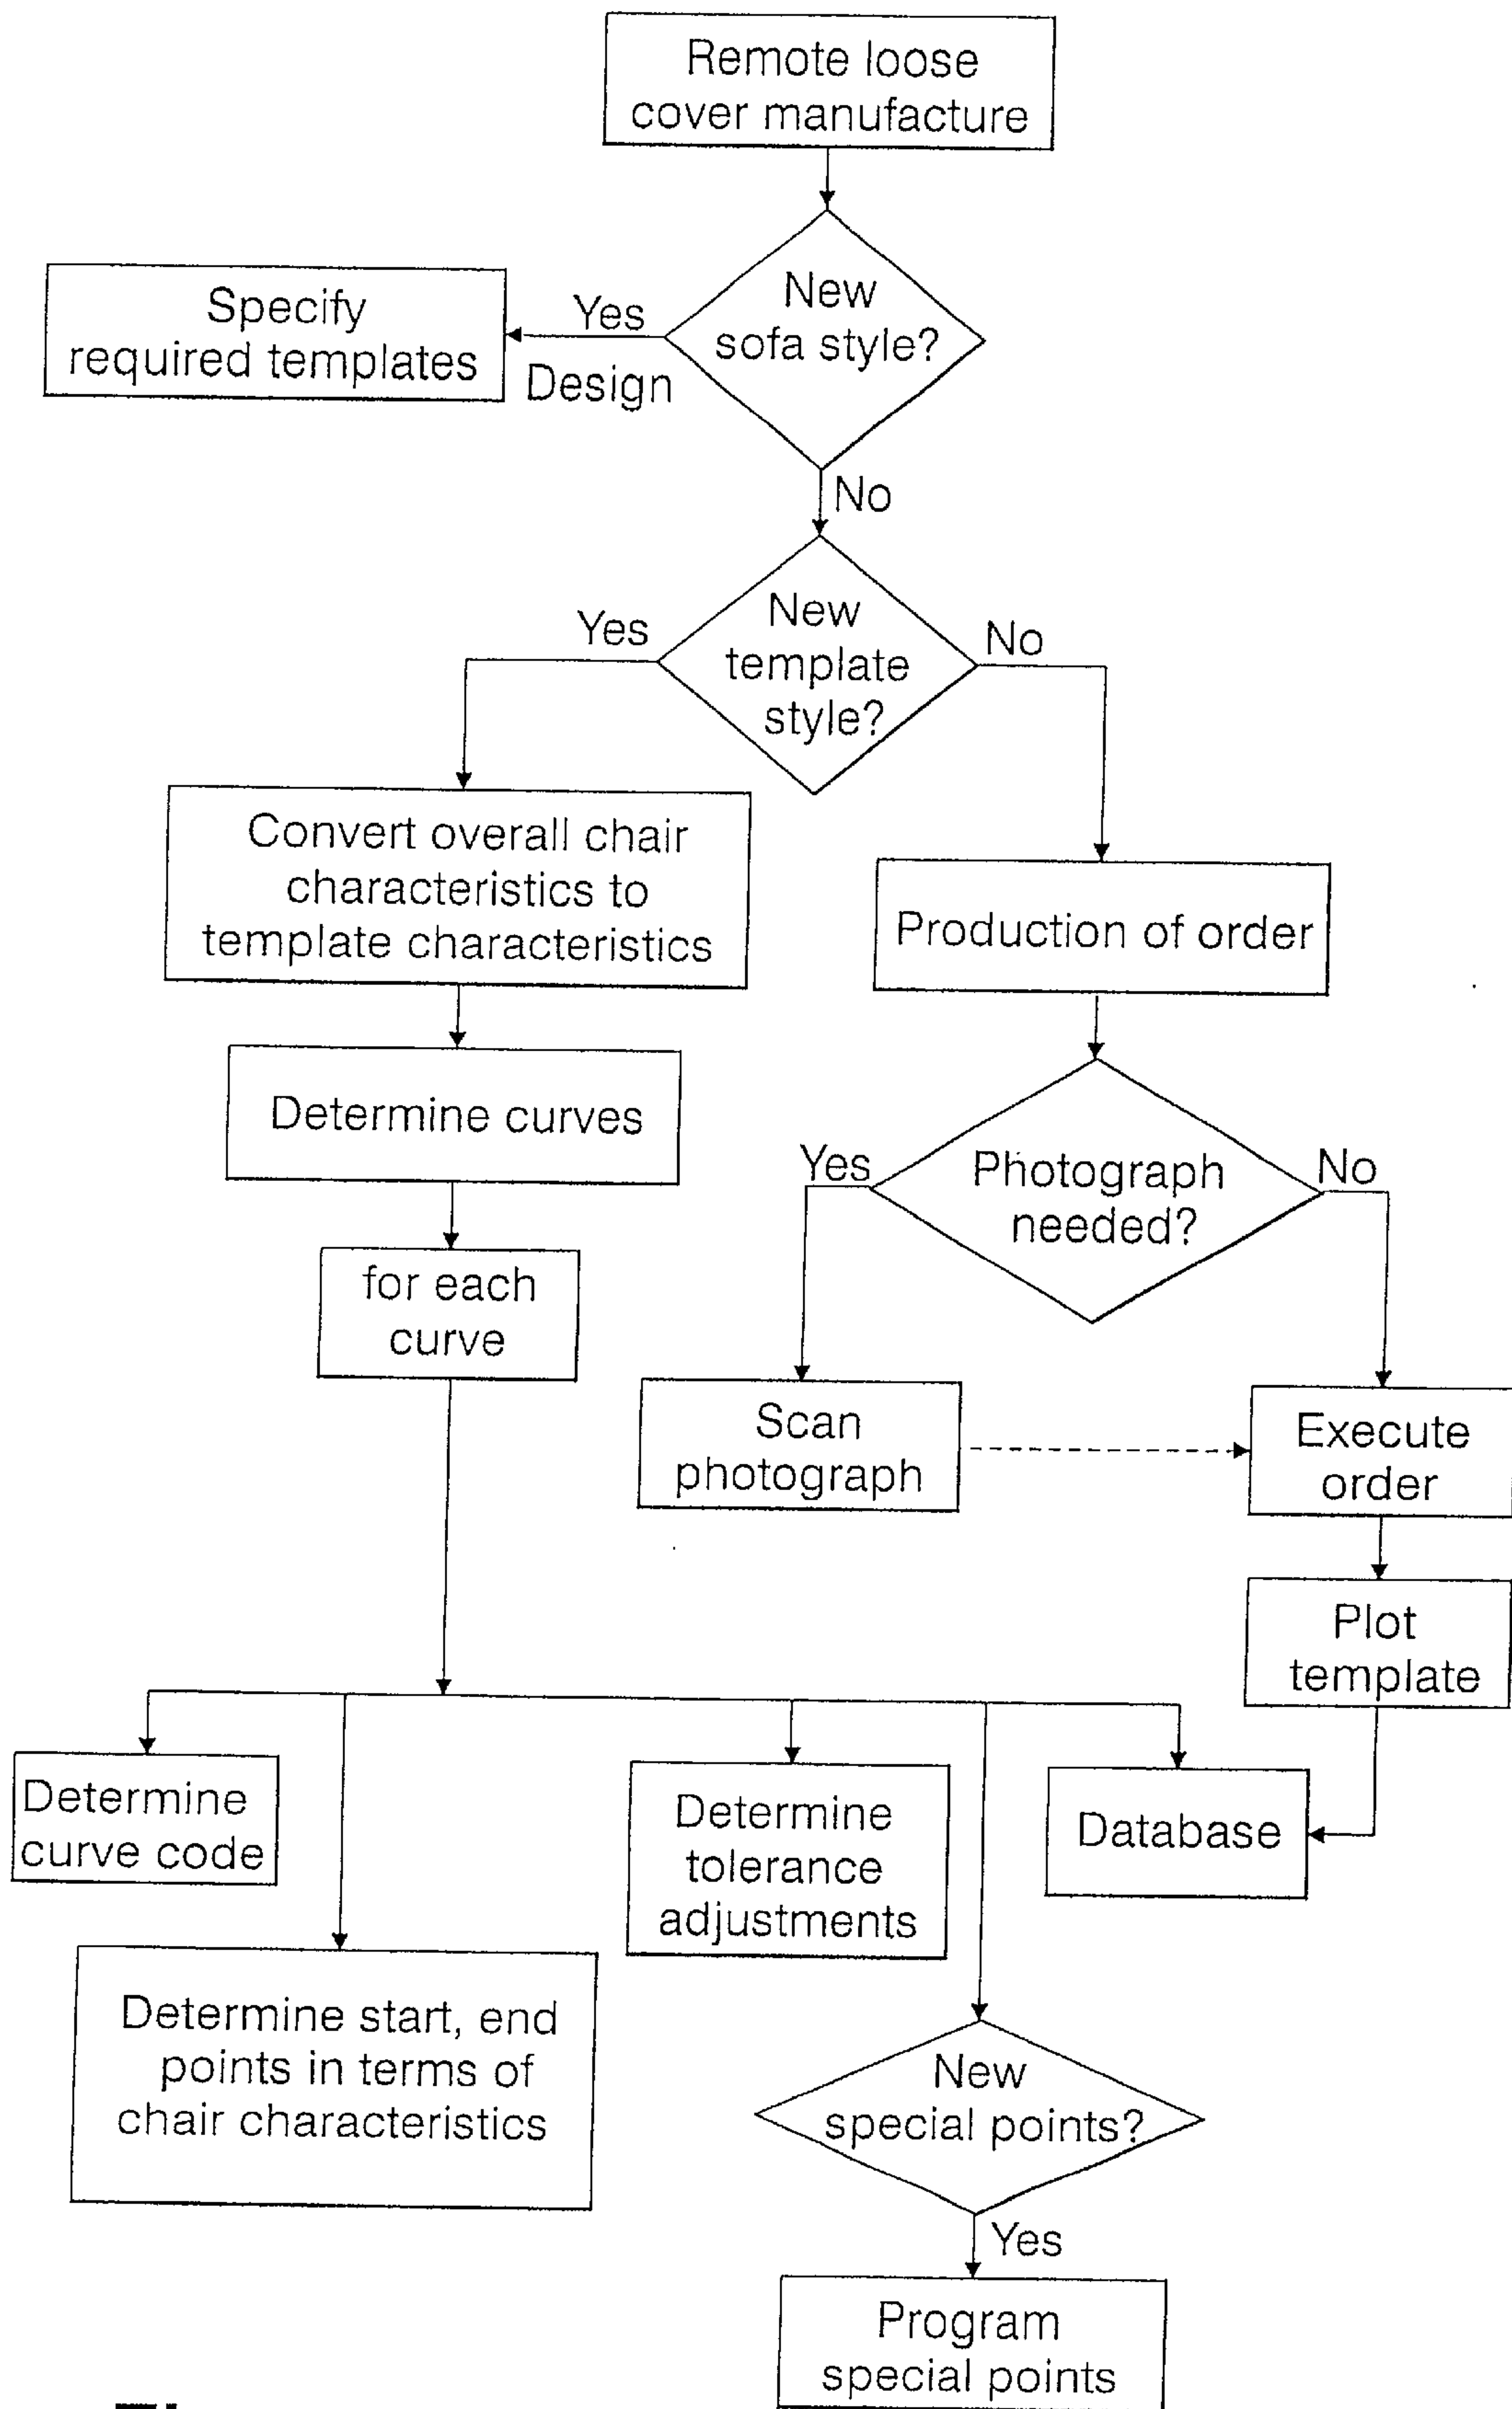 Remote loose
cover manufacture
New
sofa style?
Yes
Design
Specify
required templates
No
New
template
style?
Yes
No
Convert overall chair
characteristics to
template characteristics
Production of order
Determine curves
Photograph
needed?
Yes
No
for each
curve
Scan
photograph
Execute
order
Plot
template
Determine
curve code
Determine
tolerance
adjustments
Database
Determine start, end
points in terms of
chair characteristics
New
special points?
Yes
Program
special points